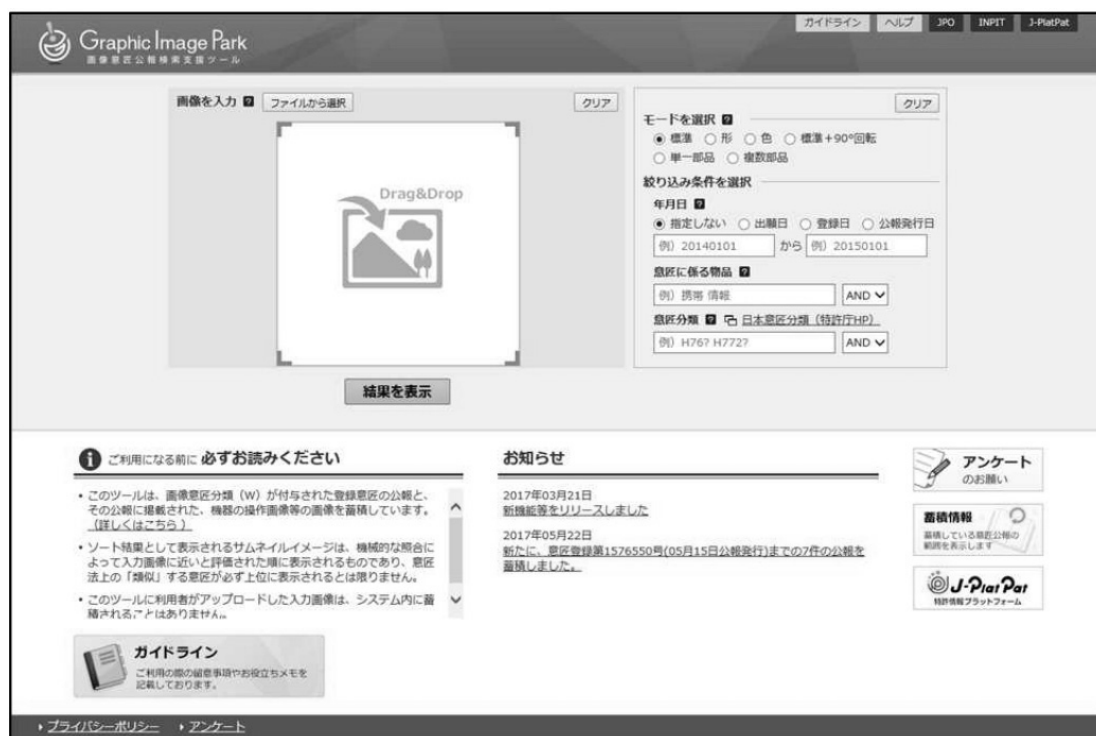 ガイドライン
ヘルプ
JPO
INPIT
J-PlatPat
Graphic Image Park
画像意匠公報検索支援ツール
画像を入力 ?
ファイルから選択
クリア
Drag&Drop
結果を表示
クリア
モードを選択 ?
標準 形 色 標準+90°回転
単一部品 複数部品
絞り込み条件を選択
年月日 ?
指定しない 出願日 登録日 公報発行日
例）20140101 から 例）20150101
意匠に係る物品 ?
例）携帯 情報 AND
意匠分類 ? 日本意匠分類（特許庁HP）
例）H76? H772? AND
ご利用になる前に 必ずお読みください
・このツールは、画像意匠分類（W）が付与された登録意匠の公報と、
その公報に掲載された、機器の操作画像等の画像を蓄積しています。
（詳しくはこちら ）
・ソート結果として表示されるサムネイルイメージは、機械的な照合に
よって入力画像に近いと評価された順に表示されるものであり、意匠
法上の「類似」する意匠が必ず上位に表示されるとは限りません。
・このツールに利用者がアップロードした入力画像は、システム内に蓄
積されることはありません。
お知らせ
2017年03月21日
新機能等をリリースしました
2017年05月22日
新たに、意匠登録第1576550号(05月15日公報発行)までの7件の公報を
蓄積しました。
アンケート
のお願い
蓄積情報
蓄積している意匠公報の
範囲を表示します
J-PlatPat
特許情報プラットフォーム
ガイドライン
ご利用の際の留意事項やお役立ちメモを
記載しております。
プライバシーポリシー
アンケート